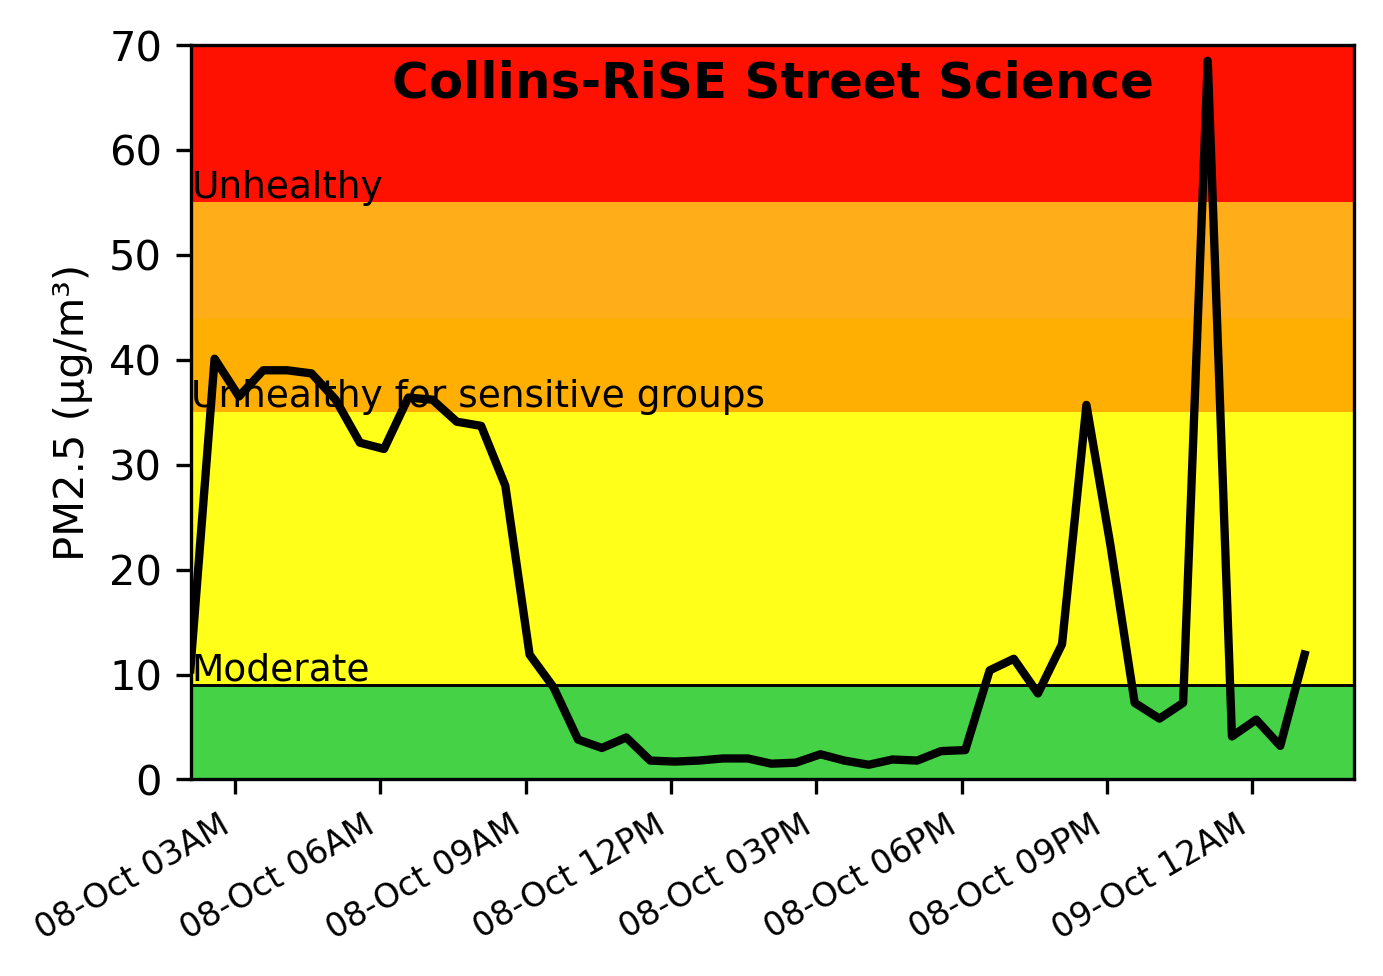 Collins-RiSE Street Science
70
60
50
40
30
20
10
0
PM2.5 (µg/m³)
Unhealthy
Unhealthy for sensitive groups
Moderate
08-Oct 03AM
08-Oct 06AM
08-Oct 09AM
08-Oct 12PM
08-Oct 03PM
08-Oct 06PM
08-Oct 09PM
09-Oct 12AM